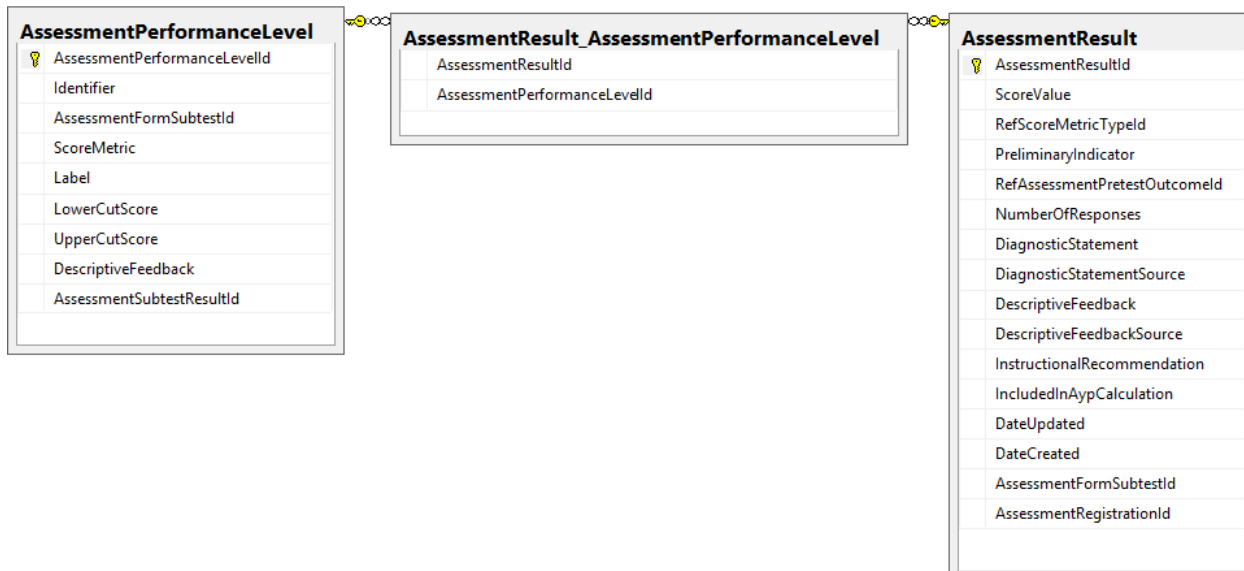 AssessmentPerformanceLevel
AssessmentPerformanceLevelId
Identifier
AssessmentFormSubtestId
ScoreMetric
Label
LowerCutScore
UpperCutScore
DescriptiveFeedback
AssessmentSubtestResultId
AssessmentResult_AssessmentPerformanceLevel
AssessmentResultId
AssessmentPerformanceLevelId
AssessmentResult
AssessmentResultId
ScoreValue
RefScoreMetricTypeId
PreliminaryIndicator
RefAssessmentPretestOutcomeId
NumberOfResponses
DiagnosticStatement
DiagnosticStatementSource
DescriptiveFeedback
DescriptiveFeedbackSource
InstructionalRecommendation
IncludedInAypCalculation
DateUpdated
DateCreated
AssessmentFormSubtestId
AssessmentRegistrationId